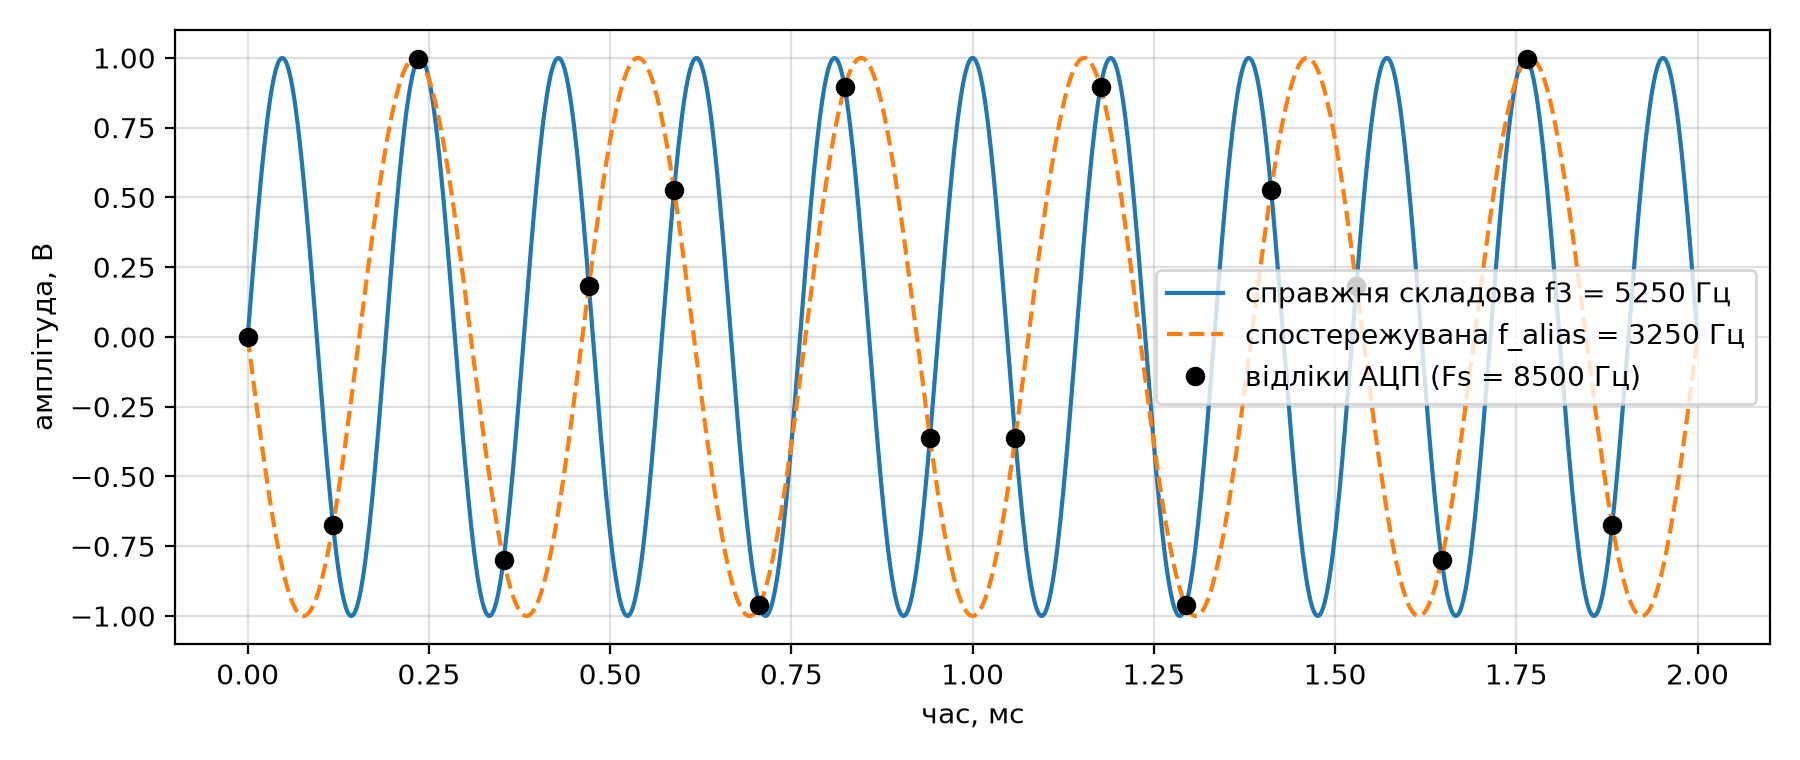 1.00
0.75
0.50
0.25
0.00
−0.25
−0.50
−0.75
−1.00
амплітуда, В
справжня складова f3 = 5250 Гц
спостережувана f_alias = 3250 Гц
відліки АЦП (Fs = 8500 Гц)
0.00 0.25 0.50 0.75 1.00 1.25 1.50 1.75 2.00
час, мс